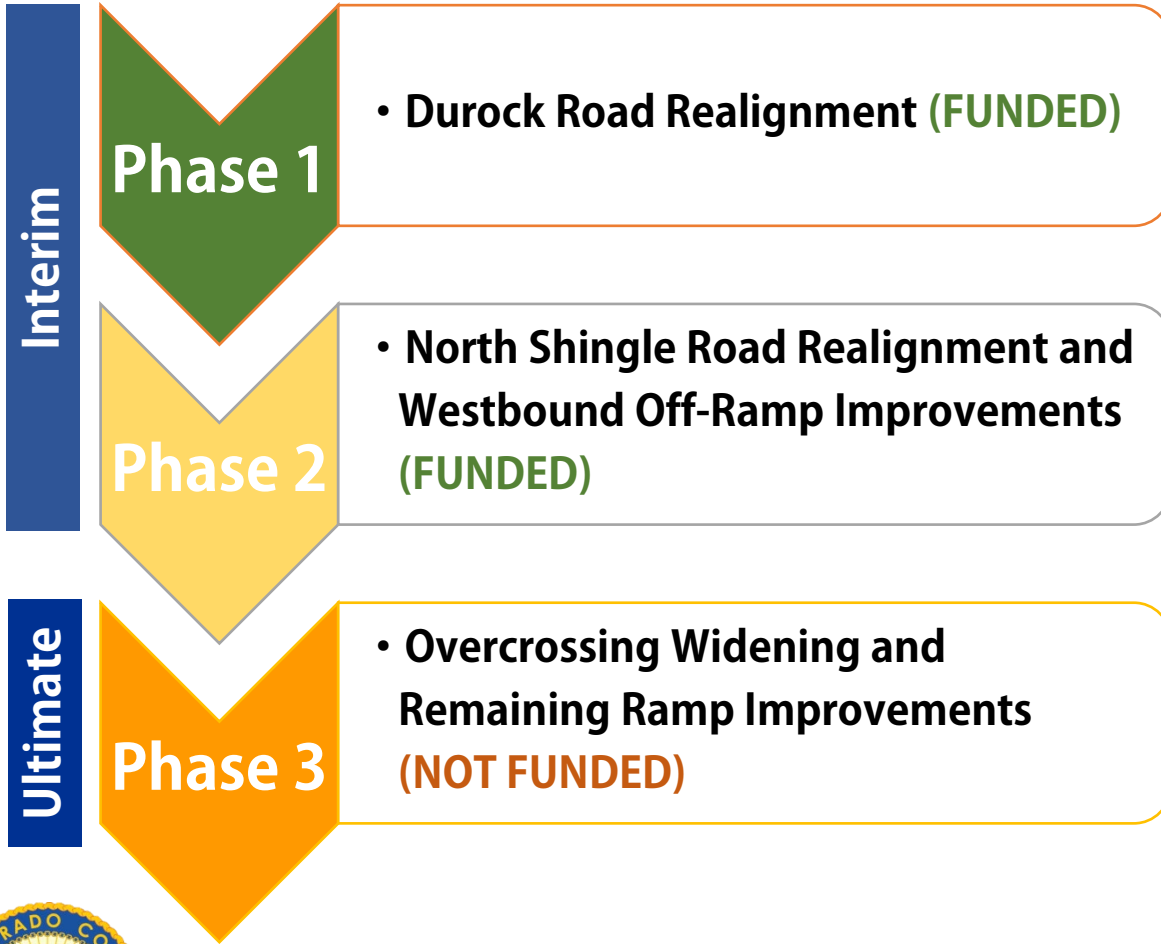 Interim
Phase 1
• Durock Road Realignment (FUNDED)
Phase 2
• North Shingle Road Realignment and
Westbound Off-Ramp Improvements
(FUNDED)
Ultimate
Phase 3
• Overcrossing Widening and
Remaining Ramp Improvements
(NOT FUNDED)